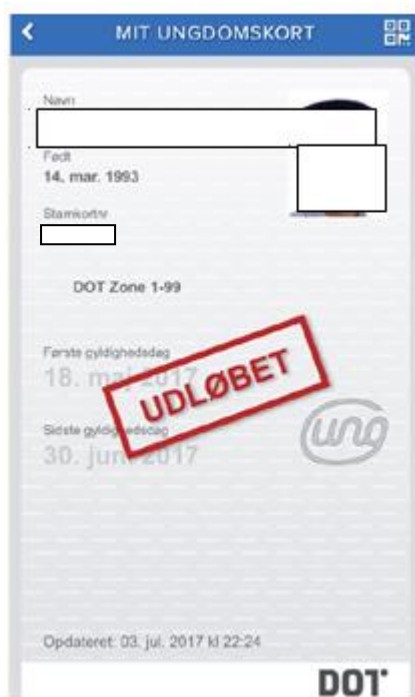 MIT UNGDOMSKORT
Navn
Født
14. mar. 1993
Stamkortnr
DOT Zone 1-99
Første gyldighedsdag
18. maj 2017
UDLØBET
ung
Sidste gyldighedsdag
30. juni 2017
Opdateret: 03. jul. 2017 kl 22:24
DOT